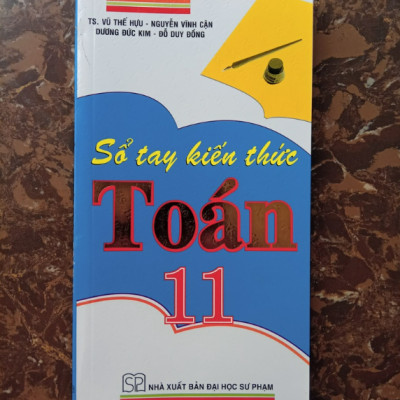 TS. VŨ THẾ HỰU - NGUYỄN VĨNH CẬN
DƯƠNG ĐỨC KIM - ĐỖ DUY ĐỒNG
Sổ tay kiến thức
Toán
11
SP
NHÀ XUẤT BẢN ĐẠI HỌC SƯ PHẠM